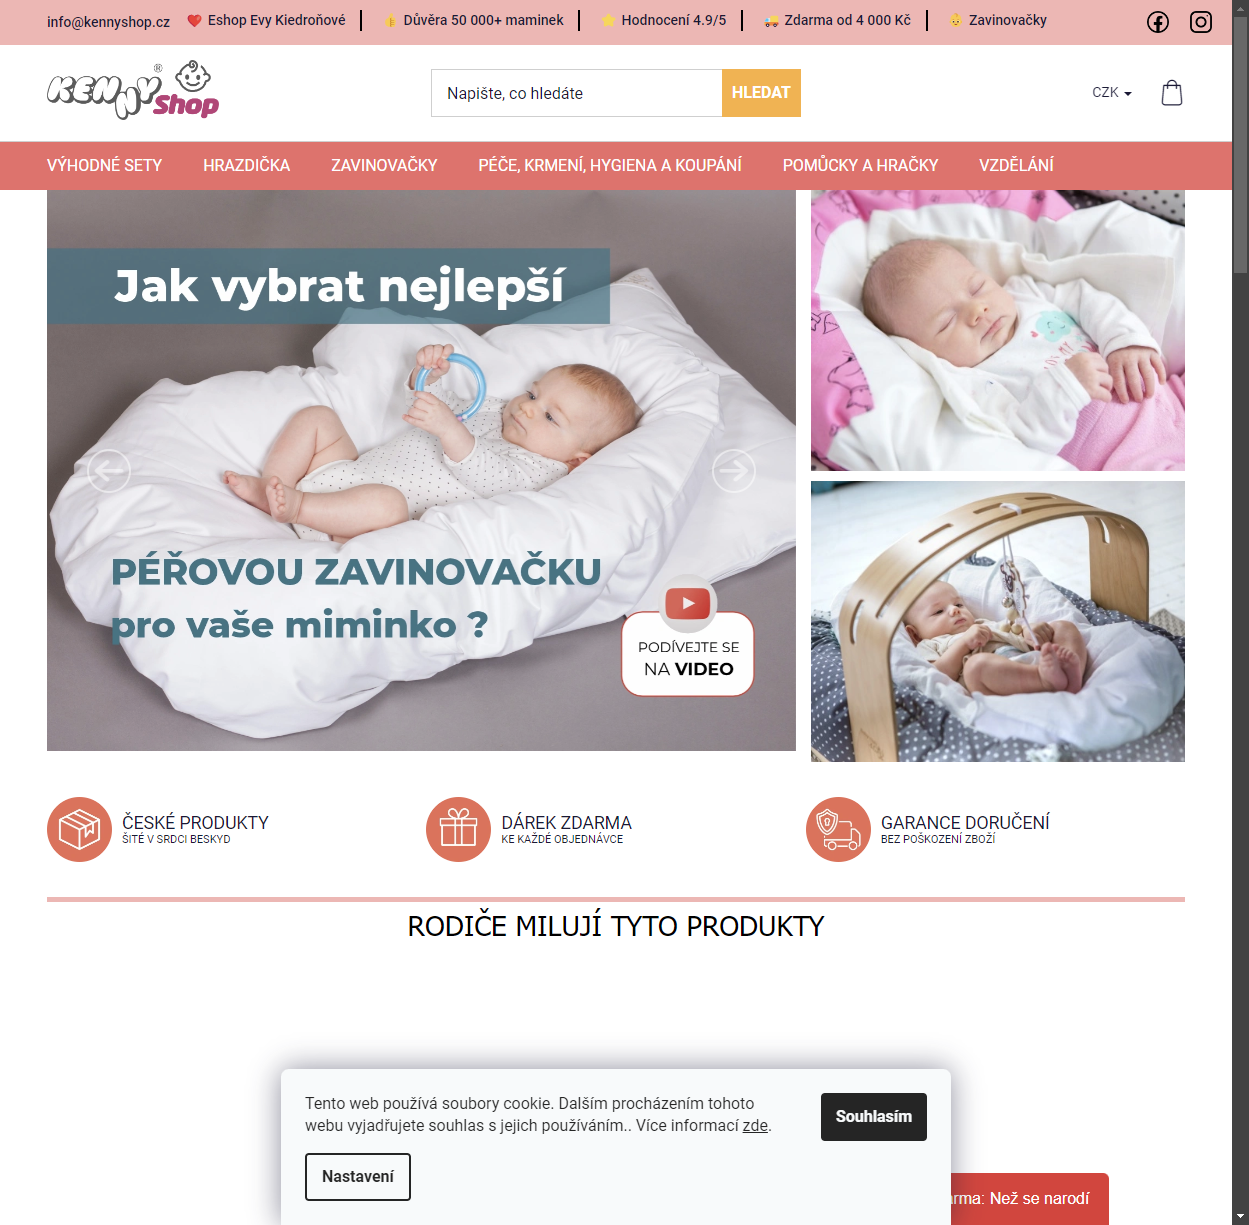 info@kennyshop.cz
Eshop Evy Kiedroňové
Důvěra 50 000+ maminek
Hodnocení 4.9/5
Zdarma od 4 000 Kč
Zavinovačky
KENNY®
Shop
Napište, co hledáte
HLEDAT
CZK
VÝHODNÉ SETY
HRAZDIČKA
ZAVINOVAČKY
PÉČE, KRMENÍ, HYGIENA A KOUPÁNÍ
POMŮCKY A HRAČKY
VZDĚLÁNÍ
Jak vybrat nejlepší
PÉŘOVOU ZAVINOVAČKU
pro vaše miminko ?
PODÍVEJTE SE
NA VIDEO
ČESKÉ PRODUKTY
ŠITÉ V SRDCI BESKYD
DÁREK ZDARMA
KE KAŽDÉ OBJEDNÁVCE
GARANCE DORUČENÍ
BEZ POŠKOZENÍ ZBOŽÍ
RODIČE MILUJÍ TYTO PRODUKTY
Tento web používá soubory cookie. Dalším procházením tohoto
webu vyjadřujete souhlas s jejich používáním.. Více informací zde.
Souhlasím
Nastavení
Než se narodí